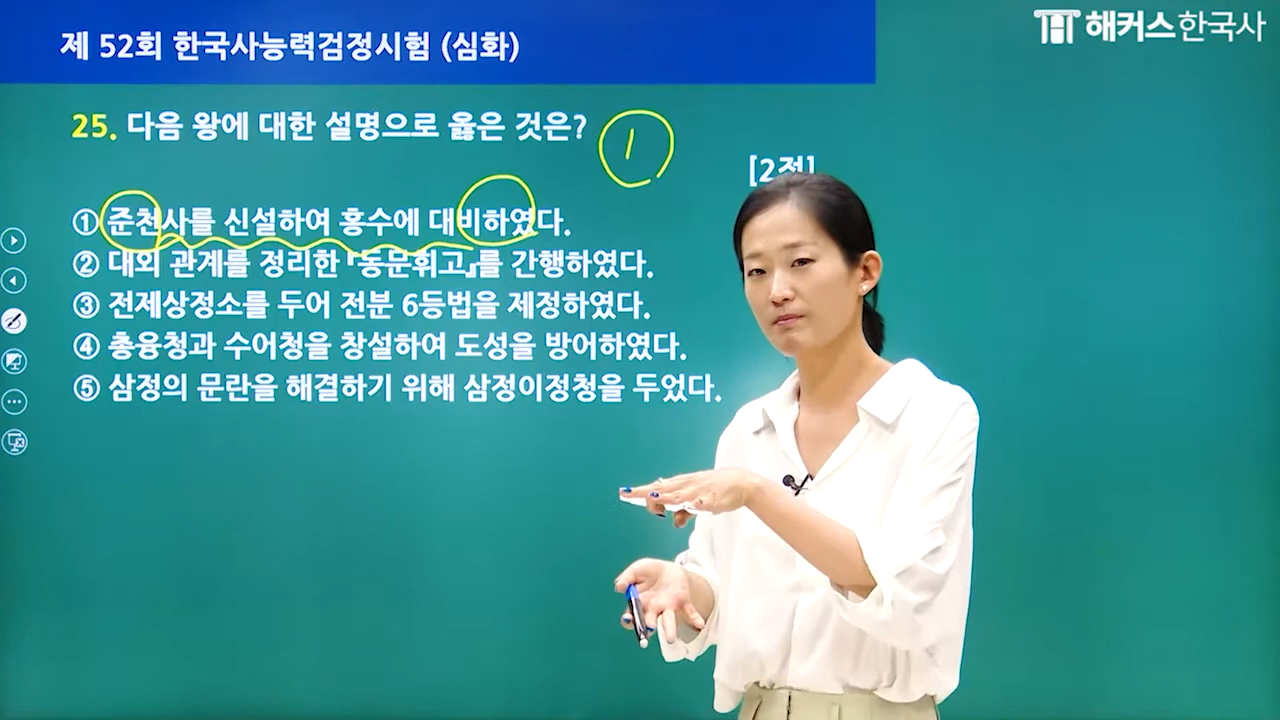 제 52회 한국사능력검정시험 (심화)
해커스한국사
25. 다음 왕에 대한 설명으로 옳은 것은?
1
[2점]
① 준천사를 신설하여 홍수에 대비하였다.
② 대외 관계를 정리한 『동문휘고』를 간행하였다.
③ 전제상정소를 두어 전분 6등법을 제정하였다.
④ 총융청과 수어청을 창설하여 도성을 방어하였다.
⑤ 삼정의 문란을 해결하기 위해 삼정이정청을 두었다.